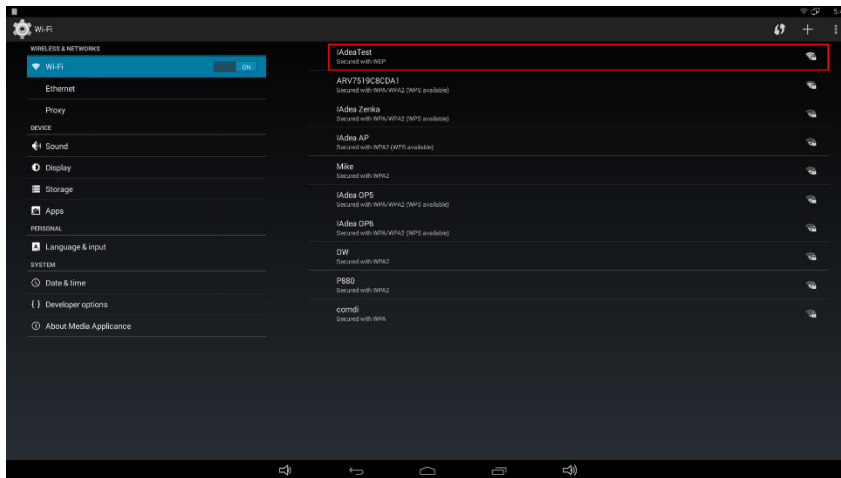 Wi-Fi
WIRELESS & NETWORKS
Wi-Fi
ON
Ethernet
Proxy
DEVICE
Sound
Display
Storage
Apps
PERSONAL
Language & input
SYSTEM
Date & time
Developer options
About Media Applicance
IAdeaTest
Secured with WEP
ARV7519C8CDA1
Secured with WPA/WPA2 (WPS available)
IAdea Zenka
Secured with WPA/WPA2 (WPS available)
IAdea AP
Secured with WPA2 (WPS available)
Mike
Secured with WPA2
IAdea OP5
Secured with WPA/WPA2 (WPS available)
IAdea OP6
Secured with WPA/WPA2 (WPS available)
DW
Secured with WPA2
P880
Secured with WPA2
comdi
Secured with WPA